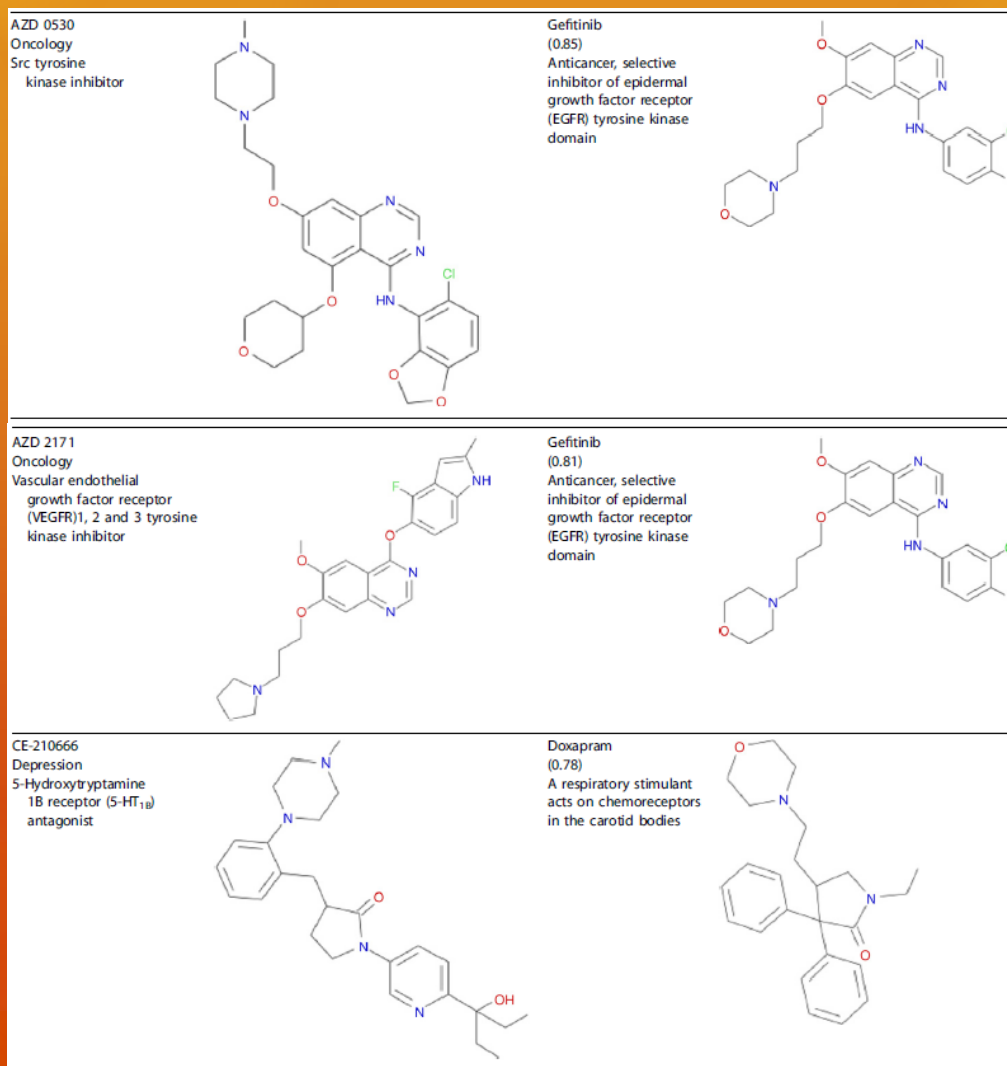 AZD 0530
Oncology
Src tyrosine
kinase inhibitor
N
N
O
N
N
HN
O
O
Cl
O
O
Gefitinib
(0.85)
Anticancer, selective
inhibitor of epidermal
growth factor receptor
(EGFR) tyrosine kinase
domain
O
N
N
O
HN
N
O
AZD 2171
Oncology
Vascular endothelial
growth factor receptor
(VEGFR)1, 2 and 3 tyrosine
kinase inhibitor
NH
F
O
O
N
N
O
N
Gefitinib
(0.81)
Anticancer, selective
inhibitor of epidermal
growth factor receptor
(EGFR) tyrosine kinase
domain
O
N
N
O
HN
N
O
CE-210666
Depression
5-Hydroxytryptamine
1B receptor (5-HT1B)
antagonist
N
N
O
N
N
OH
Doxapram
(0.78)
A respiratory stimulant
acts on chemoreceptors
in the carotid bodies
O
N
N
O